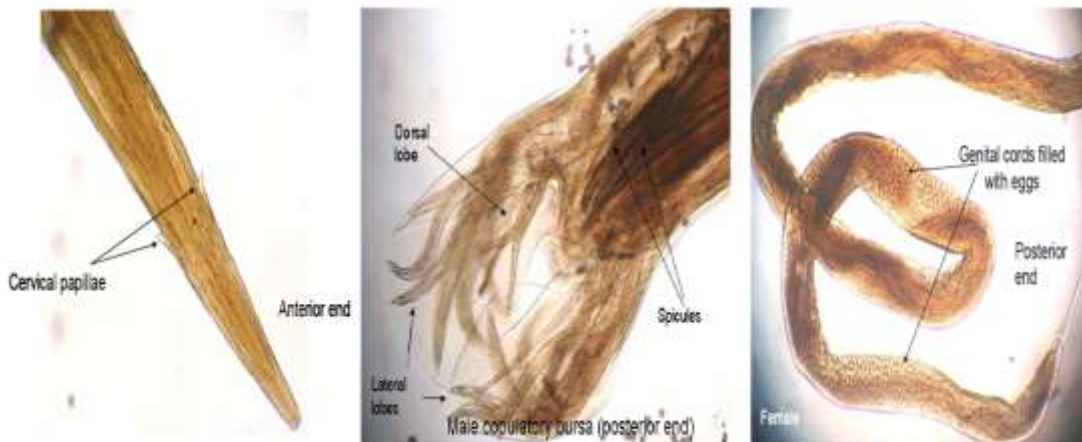 Cervical papillae
Anterior end
Dorsal
lobe
Spicules
Lateral
lobes
Male copulatory bursa (posterior end)
Genital cords filled
with eggs
Posterior
end
Female